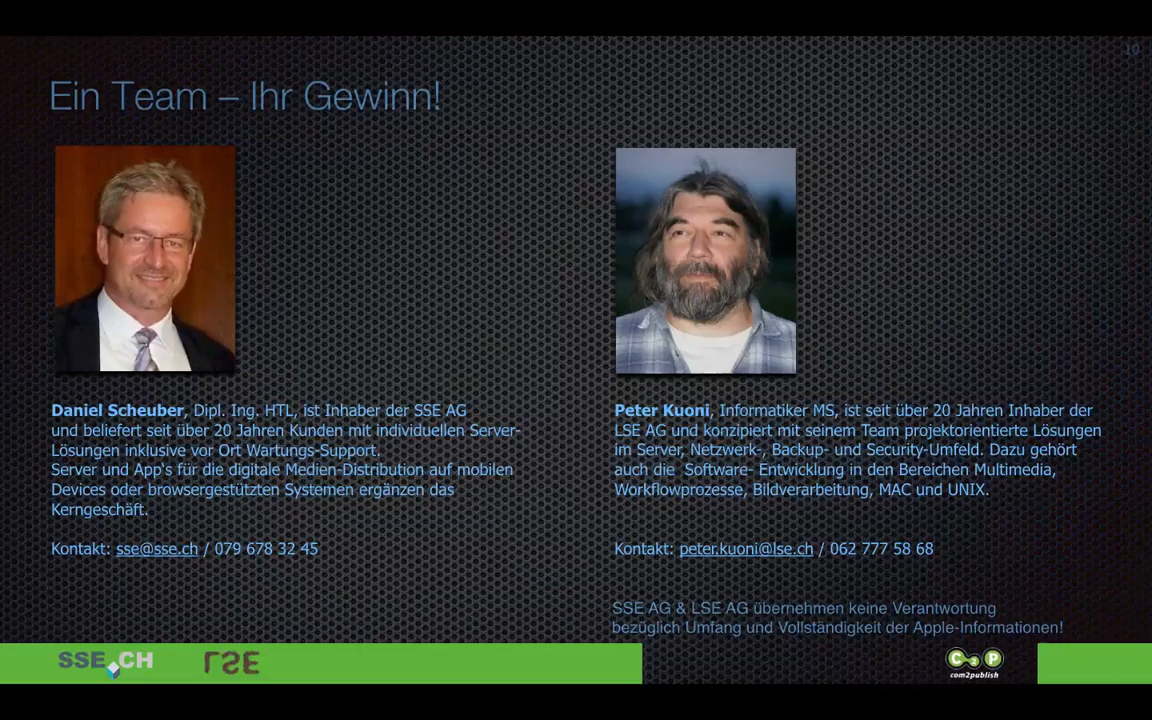 10
Ein Team – Ihr Gewinn!
Daniel Scheuber, Dipl. Ing. HTL, ist Inhaber der SSE AG
und beliefert seit über 20 Jahren Kunden mit individuellen Server-
Lösungen inklusive vor Ort Wartungs-Support.
Server und App's für die digitale Medien-Distribution auf mobilen
Devices oder browsergestützten Systemen ergänzen das
Kerngeschäft.
Kontakt: sse@sse.ch / 079 678 32 45
Peter Kuoni, Informatiker MS, ist seit über 20 Jahren Inhaber der
LSE AG und konzipiert mit seinem Team projektorientierte Lösungen
im Server, Netzwerk-, Backup- und Security-Umfeld. Dazu gehört
auch die  Software- Entwicklung in den Bereichen Multimedia,
Workflowprozesse, Bildverarbeitung, MAC und UNIX.
Kontakt: peter.kuoni@lse.ch / 062 777 58 68
SSE AG & LSE AG übernehmen keine Verantwortung
bezüglich Umfang und Vollständigkeit der Apple-Informationen!
SSE.CH
LSE
C2P
com2publish